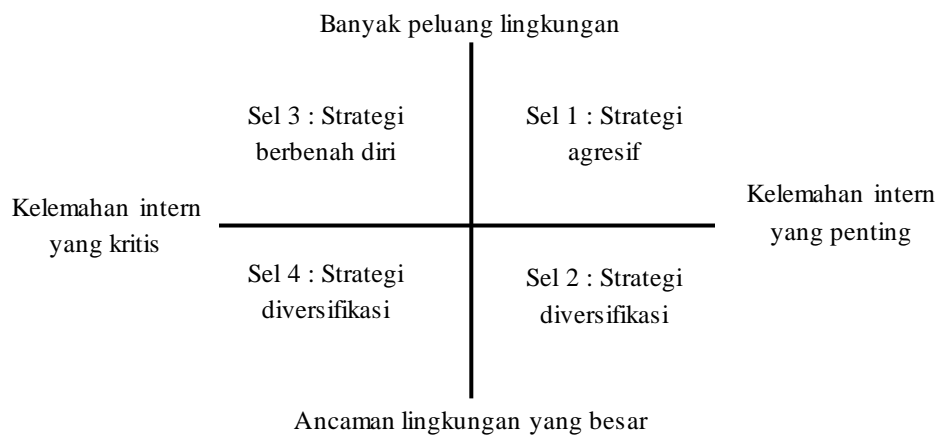 Banyak peluang lingkungan
Sel 3 : Strategi
berbenah diri
Sel 1 : Strategi
agresif
Kelemahan intern
yang kritis
Kelemahan intern
yang penting
Sel 4 : Strategi
diversifikasi
Sel 2 : Strategi
diversifikasi
Ancaman lingkungan yang besar